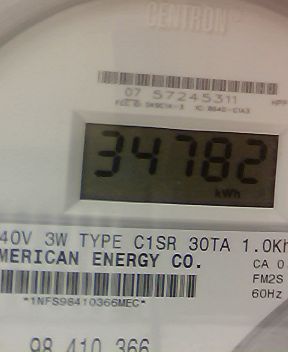 CENTRON
07 57245311
34782
kWh
40V 3W TYPE C1SR 30TA 1.0Kh
MERICAN ENERGY CO.
CA 0
FM2S
60Hz
*1NFS98410366MEC*
98 410 366